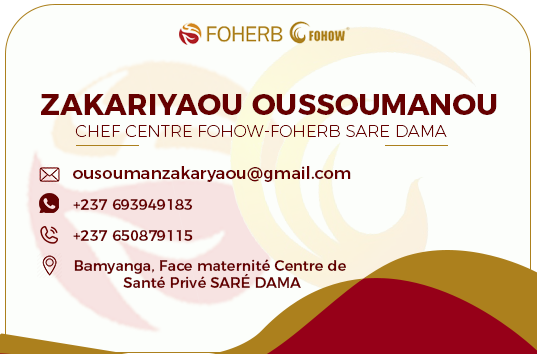 FOHERB FOHOW
ZAKARIYAOU OUSSOUMANOU
CHEF CENTRE FOHOW-FOHERB SARE DAMA
ousoumanzakaryaou@gmail.com
+237 693949183
+237 650879115
Bamyanga, Face maternité Centre de
Santé Privé SARÉ DAMA